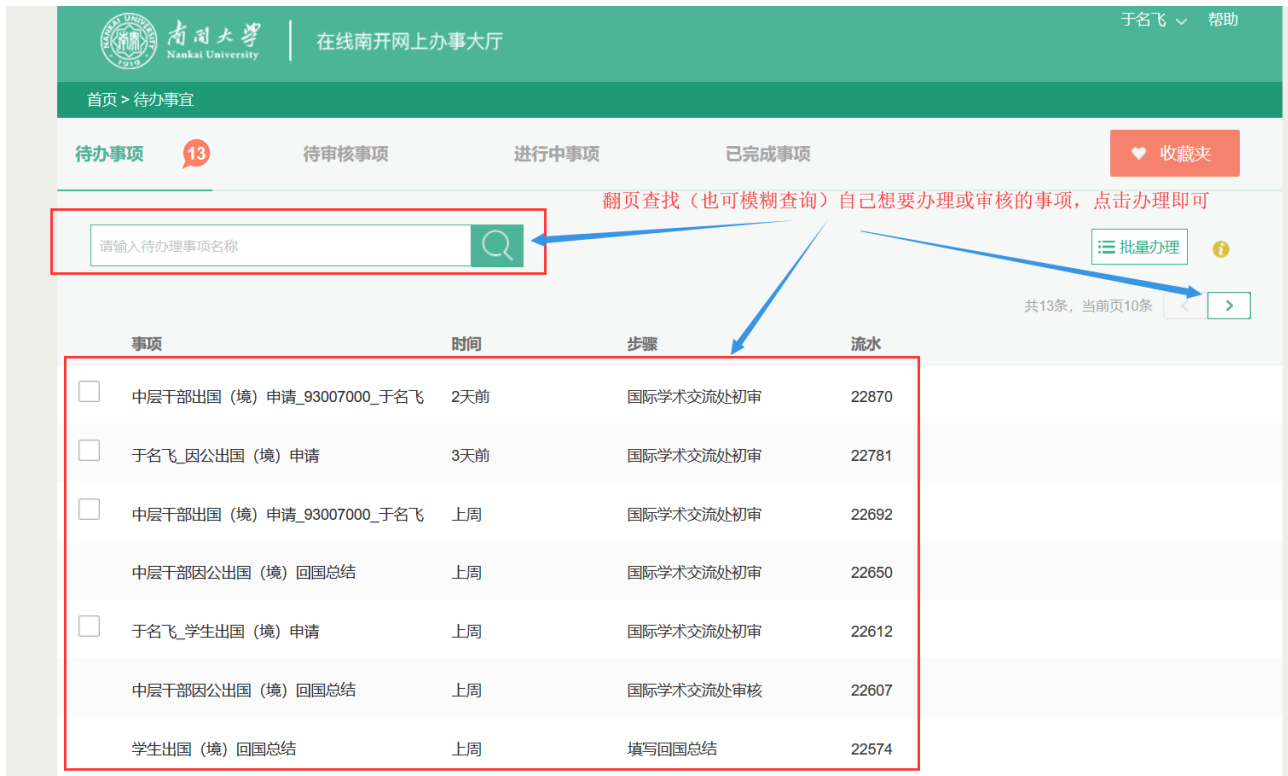 于名飞 帮助
NANKAI UNIVERSITY 1919 南開大學 Nankai University 在线南开网上办事大厅
首页 > 待办事宜
待办事项 13 待审核事项 进行中事项 已完成事项 收藏夹
翻页查找（也可模糊查询）自己想要办理或审核的事项，点击办理即可
请输入待办理事项名称 批量办理
共13条，当前页10条 < >
事项 时间 步骤 流水
中层干部出国（境）申请_93007000_于名飞 2天前 国际学术交流处初审 22870
于名飞_因公出国（境）申请 3天前 国际学术交流处初审 22781
中层干部出国（境）申请_93007000_于名飞 上周 国际学术交流处初审 22692
中层干部因公出国（境）回国总结 上周 国际学术交流处初审 22650
于名飞_学生出国（境）申请 上周 国际学术交流处初审 22612
中层干部因公出国（境）回国总结 上周 国际学术交流处审核 22607
学生出国（境）回国总结 上周 填写回国总结 22574